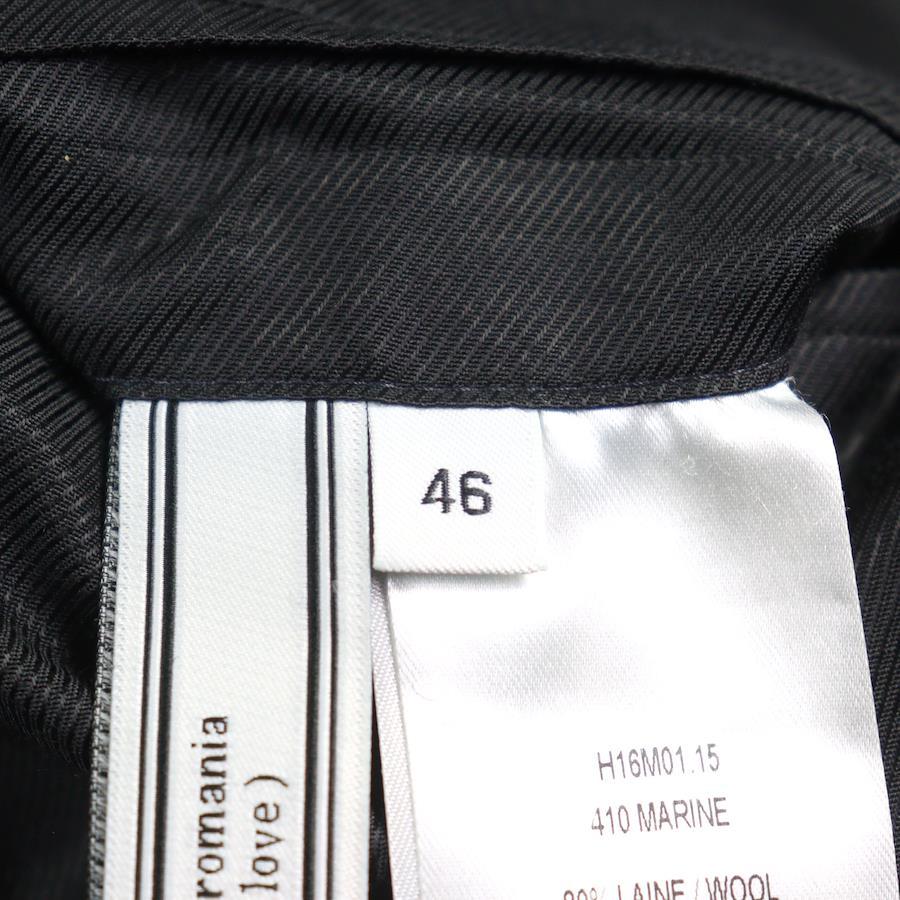 46
romania
love)
H16M01.15
410 MARINE
LAINE / WOOL